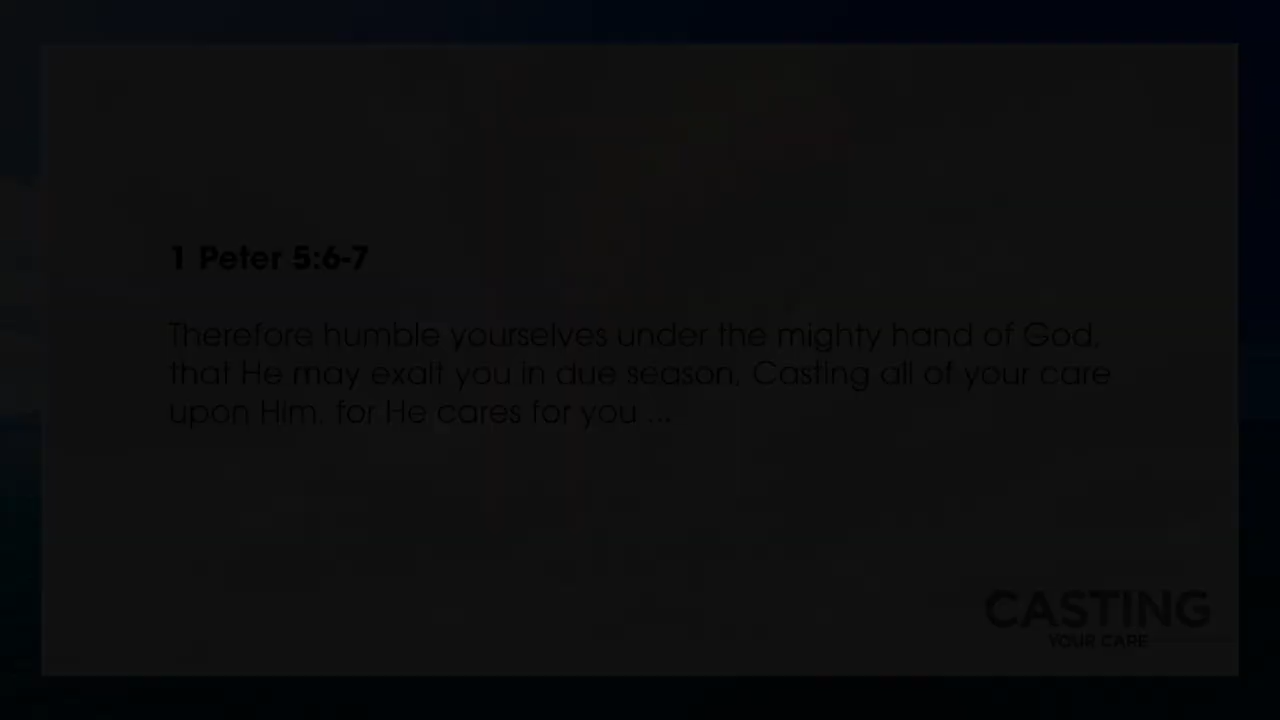 1 Peter 5:6-7
Therefore humble yourselves under the mighty hand of God,
that He may exalt you in due season, Casting all of your care
upon Him, for He cares for you ...
CASTING
YOUR CARE